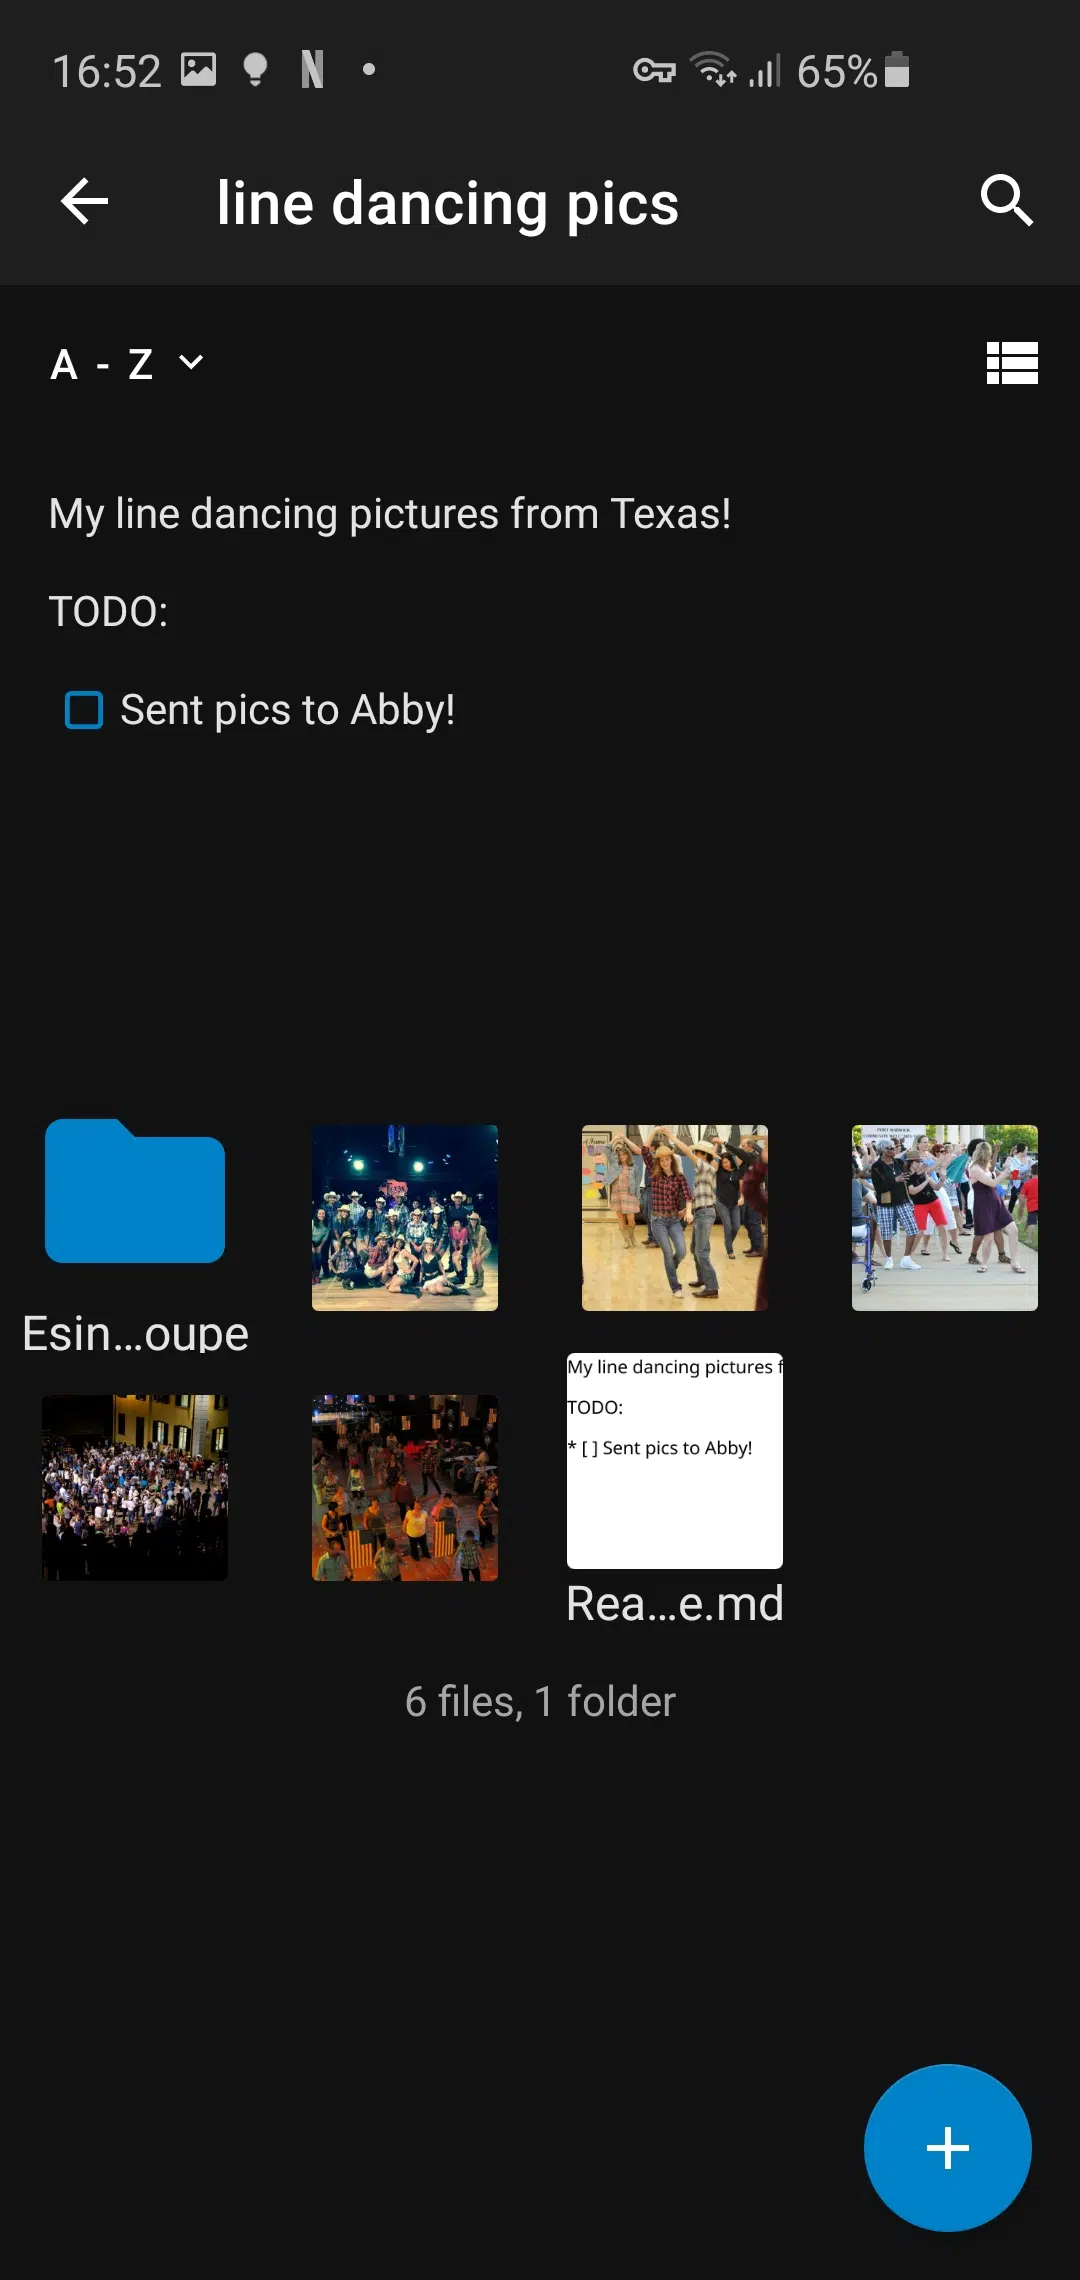 16:52 N 65%
line dancing pics
A - Z
My line dancing pictures from Texas!
TODO:
Sent pics to Abby!
Esin...oupe
My line dancing pictures f
TODO:
* [ ] Sent pics to Abby!
Rea...e.md
6 files, 1 folder